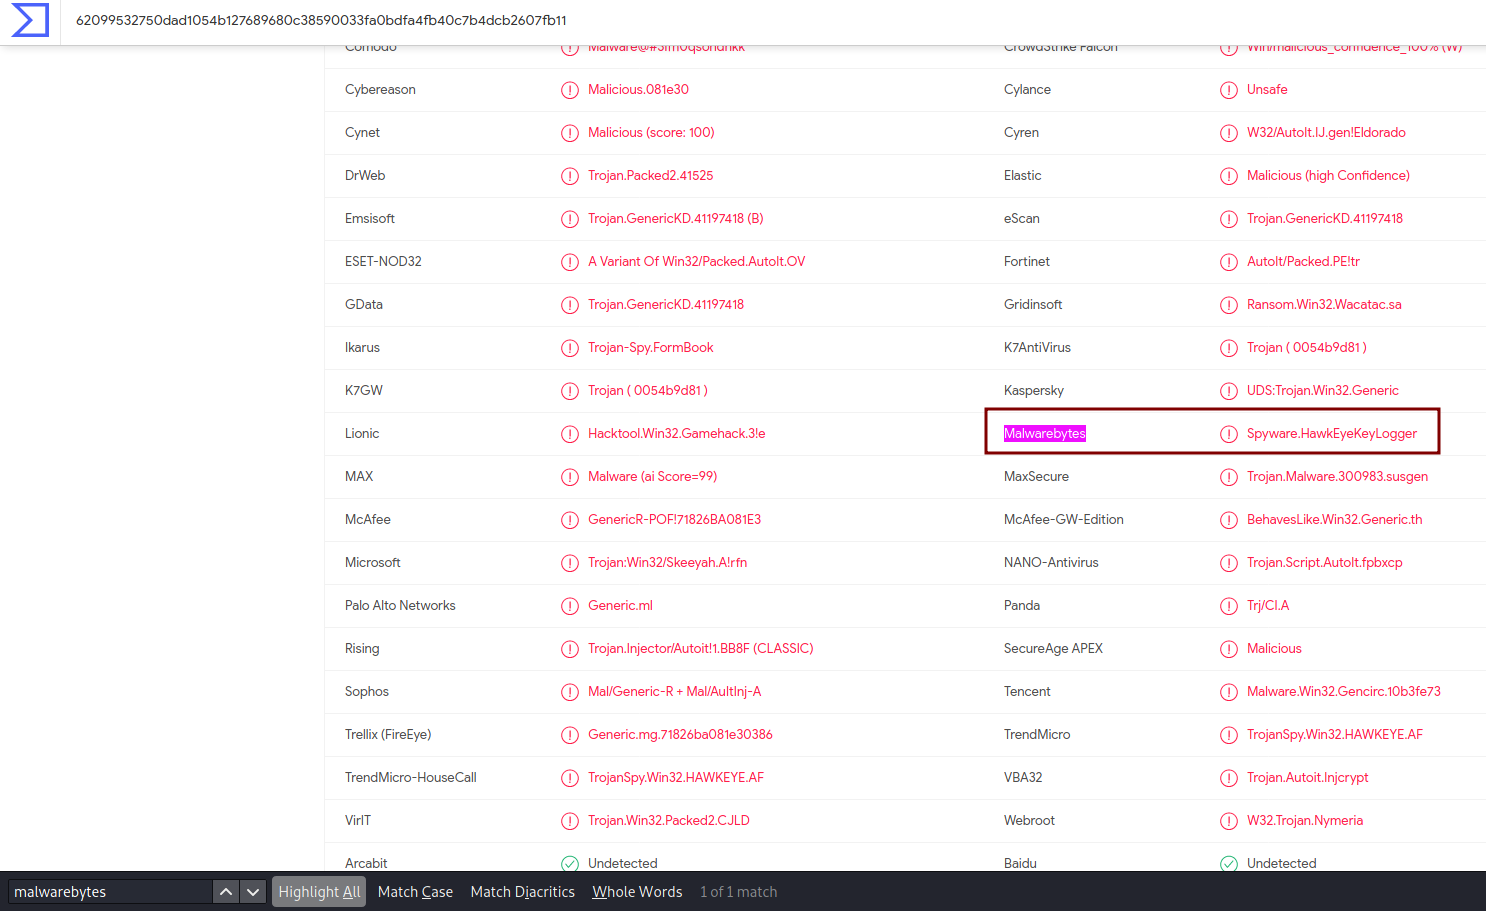 62099532750dad1054b127689680c38590033fa0bdfa4fb40c7b4dcb2607fb11
Comodo Malware@#3lfh0qsohdhkk CrowdStrike Falcon Win/malicious_confidence_100% (W)
Cybereason Malicious.081e30 Cylance Unsafe
Cynet Malicious (score: 100) Cyren W32/AutoIt.IJ.gen!Eldorado
DrWeb Trojan.Packed2.41525 Elastic Malicious (high Confidence)
Emsisoft Trojan.GenericKD.41197418 (B) eScan Trojan.GenericKD.41197418
ESET-NOD32 A Variant Of Win32/Packed.AutoIt.OV Fortinet AutoIt/Packed.PE!tr
GData Trojan.GenericKD.41197418 Gridinsoft Ransom.Win32.Wacatac.sa
Ikarus Trojan-Spy.FormBook K7AntiVirus Trojan ( 0054b9d81 )
K7GW Trojan ( 0054b9d81 ) Kaspersky UDS:Trojan.Win32.Generic
Lionic Hacktool.Win32.Gamehack.3!e Malwarebytes Spyware.HawkEyeKeyLogger
MAX Malware (ai Score=99) MaxSecure Trojan.Malware.300983.susgen
McAfee GenericR-POF!71826BA081E3 McAfee-GW-Edition BehavesLike.Win32.Generic.th
Microsoft Trojan:Win32/Skeeyah.A!rfn NANO-Antivirus Trojan.Script.AutoIt.fpbxcp
Palo Alto Networks Generic.ml Panda Trj/CI.A
Rising Trojan.Injector/Autoit!1.BB8F (CLASSIC) SecureAge APEX Malicious
Sophos Mal/Generic-R + Mal/AuItInj-A Tencent Malware.Win32.Gencirc.10b3fe73
Trellix (FireEye) Generic.mg.71826ba081e30386 TrendMicro TrojanSpy.Win32.HAWKEYE.AF
TrendMicro-HouseCall TrojanSpy.Win32.HAWKEYE.AF VBA32 Trojan.Autoit.Injcrypt
VirIT Trojan.Win32.Packed2.CJLD Webroot W32.Trojan.Nymeria
Arcabit Undetected Baidu Undetected
malwarebytes Highlight All Match Case Match Diacritics Whole Words 1 of 1 match